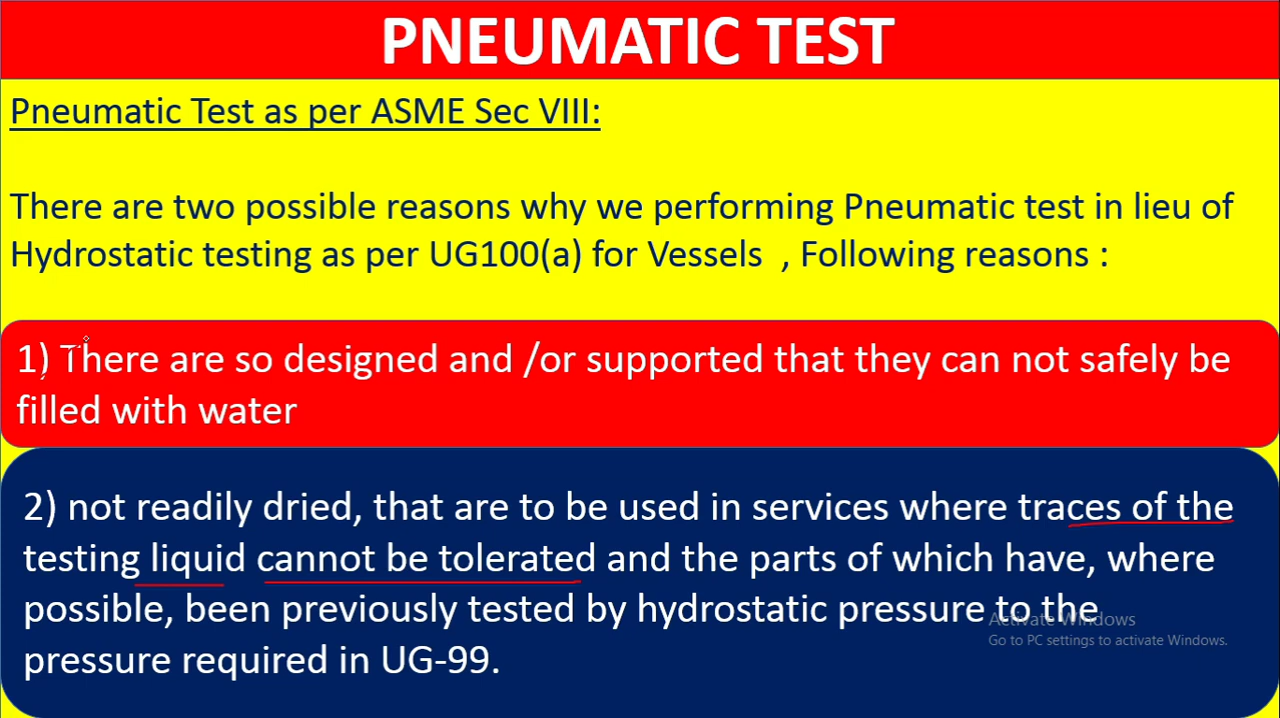 PNEUMATIC TEST
Pneumatic Test as per ASME Sec VIII:
There are two possible reasons why we performing Pneumatic test in lieu of
Hydrostatic testing as per UG100(a) for Vessels , Following reasons :
1) There are so designed and /or supported that they can not safely be
filled with water
2) not readily dried, that are to be used in services where traces of the
testing liquid cannot be tolerated and the parts of which have, where
possible, been previously tested by hydrostatic pressure to the
pressure required in UG-99.
Activate Windows
Go to PC settings to activate Windows.